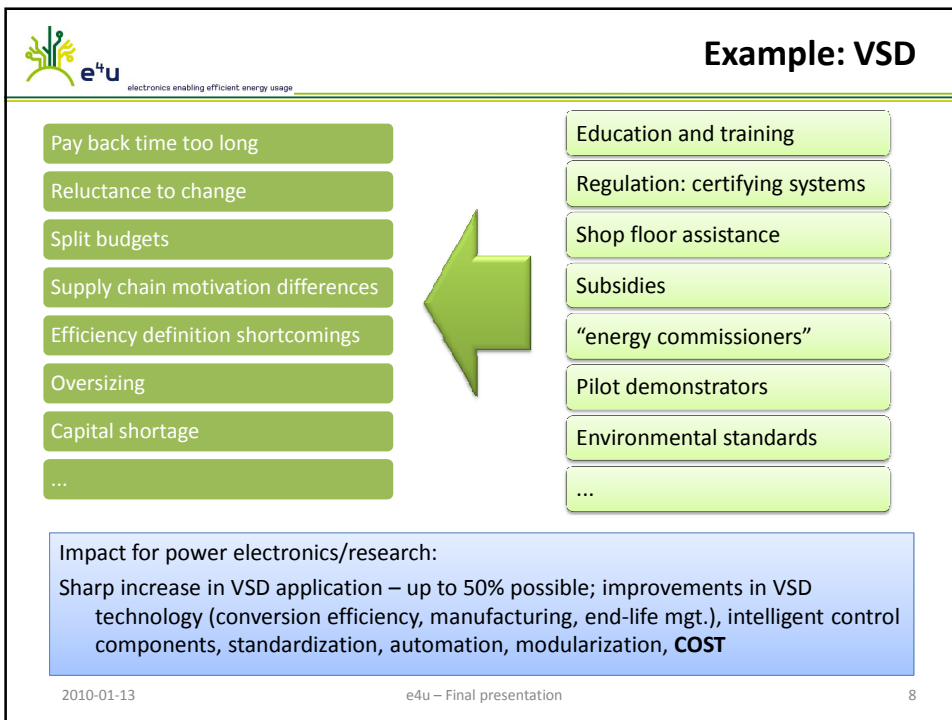 e⁴u
electronics enabling efficient energy usage
Example: VSD
Pay back time too long
Reluctance to change
Split budgets
Supply chain motivation differences
Efficiency definition shortcomings
Oversizing
Capital shortage
...
Education and training
Regulation: certifying systems
Shop floor assistance
Subsidies
“energy commissioners”
Pilot demonstrators
Environmental standards
...
Impact for power electronics/research:
Sharp increase in VSD application – up to 50% possible; improvements in VSD
technology (conversion efficiency, manufacturing, end-life mgt.), intelligent control
components, standardization, automation, modularization, COST
2010-01-13
e4u – Final presentation
8